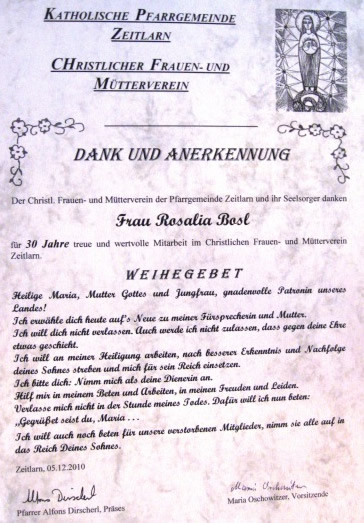 KATHOLISCHE PFARRGEMEINDE
ZEITLARN
CHRISTLICHER FRAUEN- UND
MÜTTERVEREIN
DANK UND ANERKENNUNG
Der Christl. Frauen- und Mütterverein der Pfarrgemeinde Zeitlarn und ihr Seelsorger danken
Frau Rosalia Bosl
für 30 Jahre treue und wertvolle Mitarbeit im Christlichen Frauen- und Mütterverein
Zeitlarn.
WEIHEGEBET
Heilige Maria, Mutter Gottes und Jungfrau, gnadenvolle Patronin unseres
Landes!
Ich erwähle dich heute auf's Neue zu meiner Fürsprecherin und Mutter.
Ich will dich nicht verlassen. Auch werde ich nicht zulassen, dass gegen deine Ehre
etwas geschieht.
Ich will an meiner Heiligung arbeiten, nach besserer Erkenntnis und Nachfolge
deines Sohnes streben und mich für sein Reich einsetzen.
Ich bitte dich: Nimm mich als deine Dienerin an.
Hilf mir in meinem Beten und Arbeiten, in meinen Freuden und Leiden.
Verlasse mich nicht in der Stunde meines Todes. Dafür will ich nun beten:
„Gegrüßet seist du, Maria . . .
Ich will auch noch beten für unsere verstorbenen Mitglieder, nimm sie alle auf in
das Reich Deines Sohnes.
Zeitlarn, 05.12.2010
Alfons Dirscherl
Maria Oschowitzer
Pfarrer Alfons Dirscherl, Präses
Maria Oschowitzer, Vorsitzende